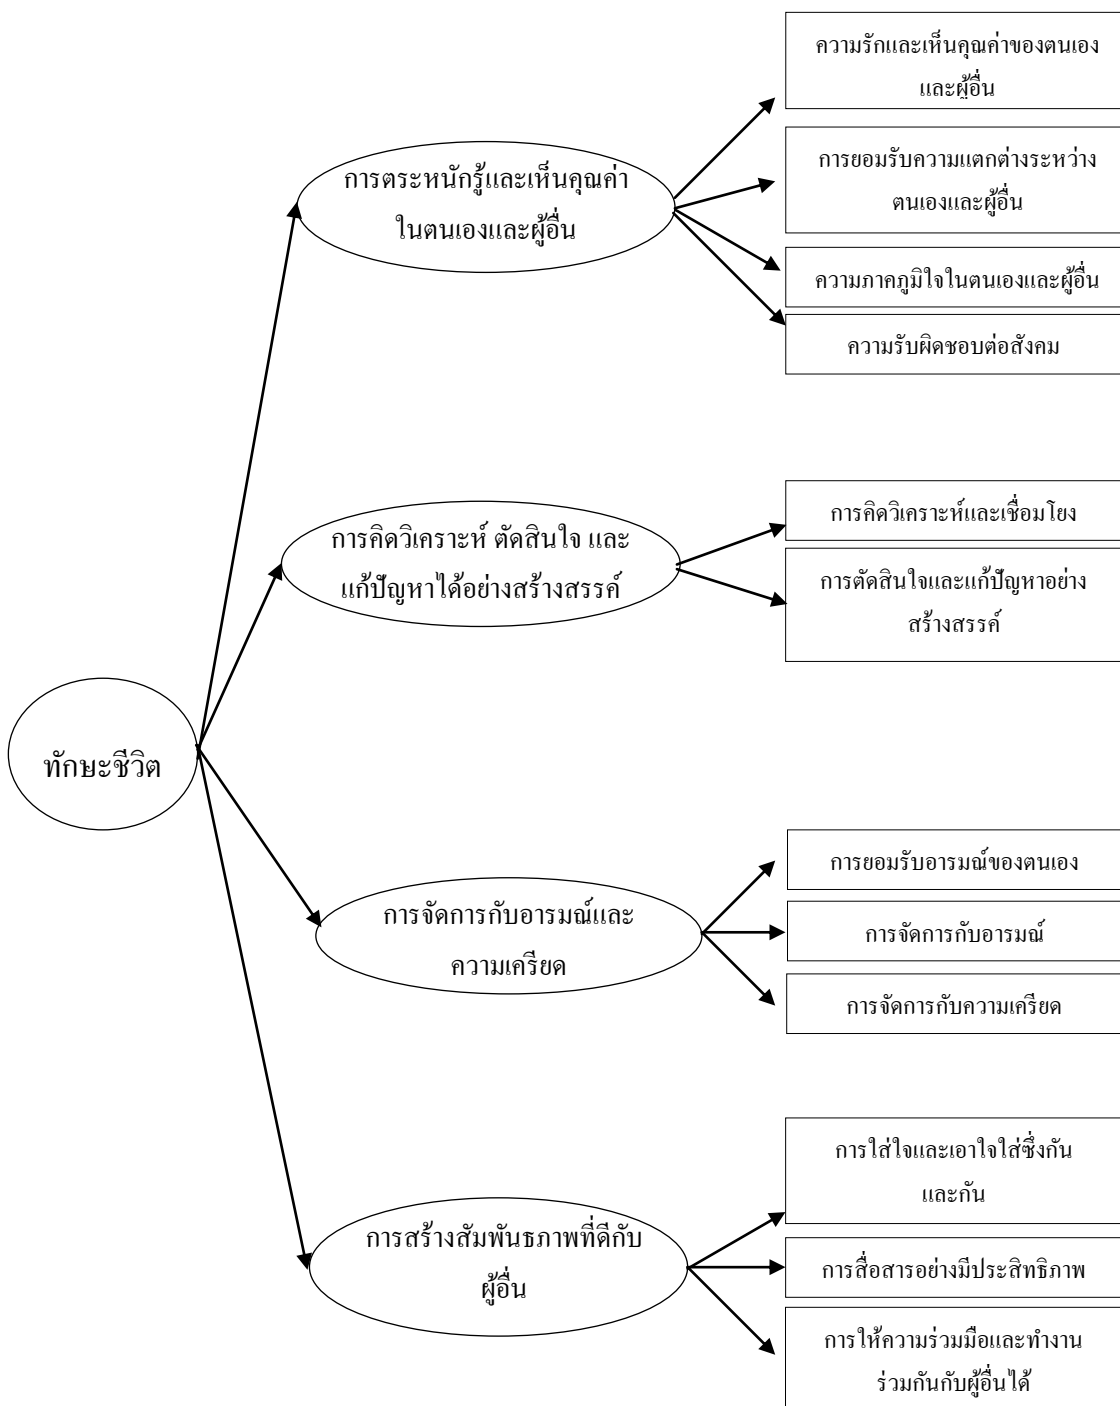 ความรักและเห็นคุณค่าของตนเอง
และผู้อื่น
การตระหนักรู้และเห็นคุณค่า
ในตนเองและผู้อื่น
การยอมรับความแตกต่างระหว่าง
ตนเองและผู้อื่น
ความภาคภูมิใจในตนเองและผู้อื่น
ความรับผิดชอบต่อสังคม
การคิดวิเคราะห์ ตัดสินใจ และ
แก้ปัญหาได้อย่างสร้างสรรค์
การคิดวิเคราะห์และเชื่อมโยง
การตัดสินใจและแก้ปัญหาอย่าง
สร้างสรรค์
ทักษะชีวิต
การจัดการกับอารมณ์และ
ความเครียด
การยอมรับอารมณ์ของตนเอง
การจัดการกับอารมณ์
การจัดการกับความเครียด
การสร้างสัมพันธภาพที่ดีกับ
ผู้อื่น
การใส่ใจและเอาใจใส่ซึ่งกัน
และกัน
การสื่อสารอย่างมีประสิทธิภาพ
การให้ความร่วมมือและทำงาน
ร่วมกันกับผู้อื่นได้